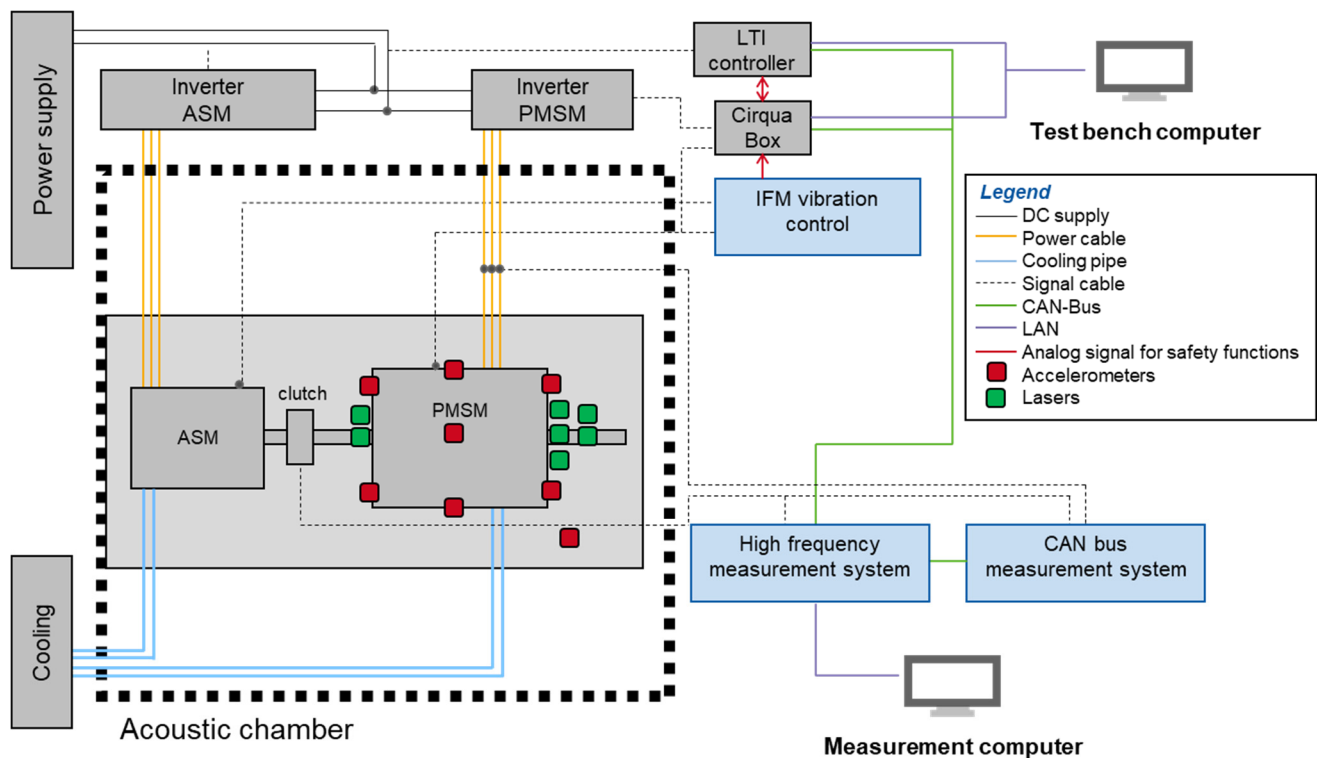 Power supply
Inverter
ASM
Inverter
PMSM
LTI
controller
Cirqua
Box
Test bench computer
IFM vibration
control
Legend
DC supply
Power cable
Cooling pipe
Signal cable
CAN-Bus
LAN
Analog signal for safety functions
Accelerometers
Lasers
clutch
ASM
PMSM
High frequency
measurement system
CAN bus
measurement system
Cooling
Acoustic chamber
Measurement computer